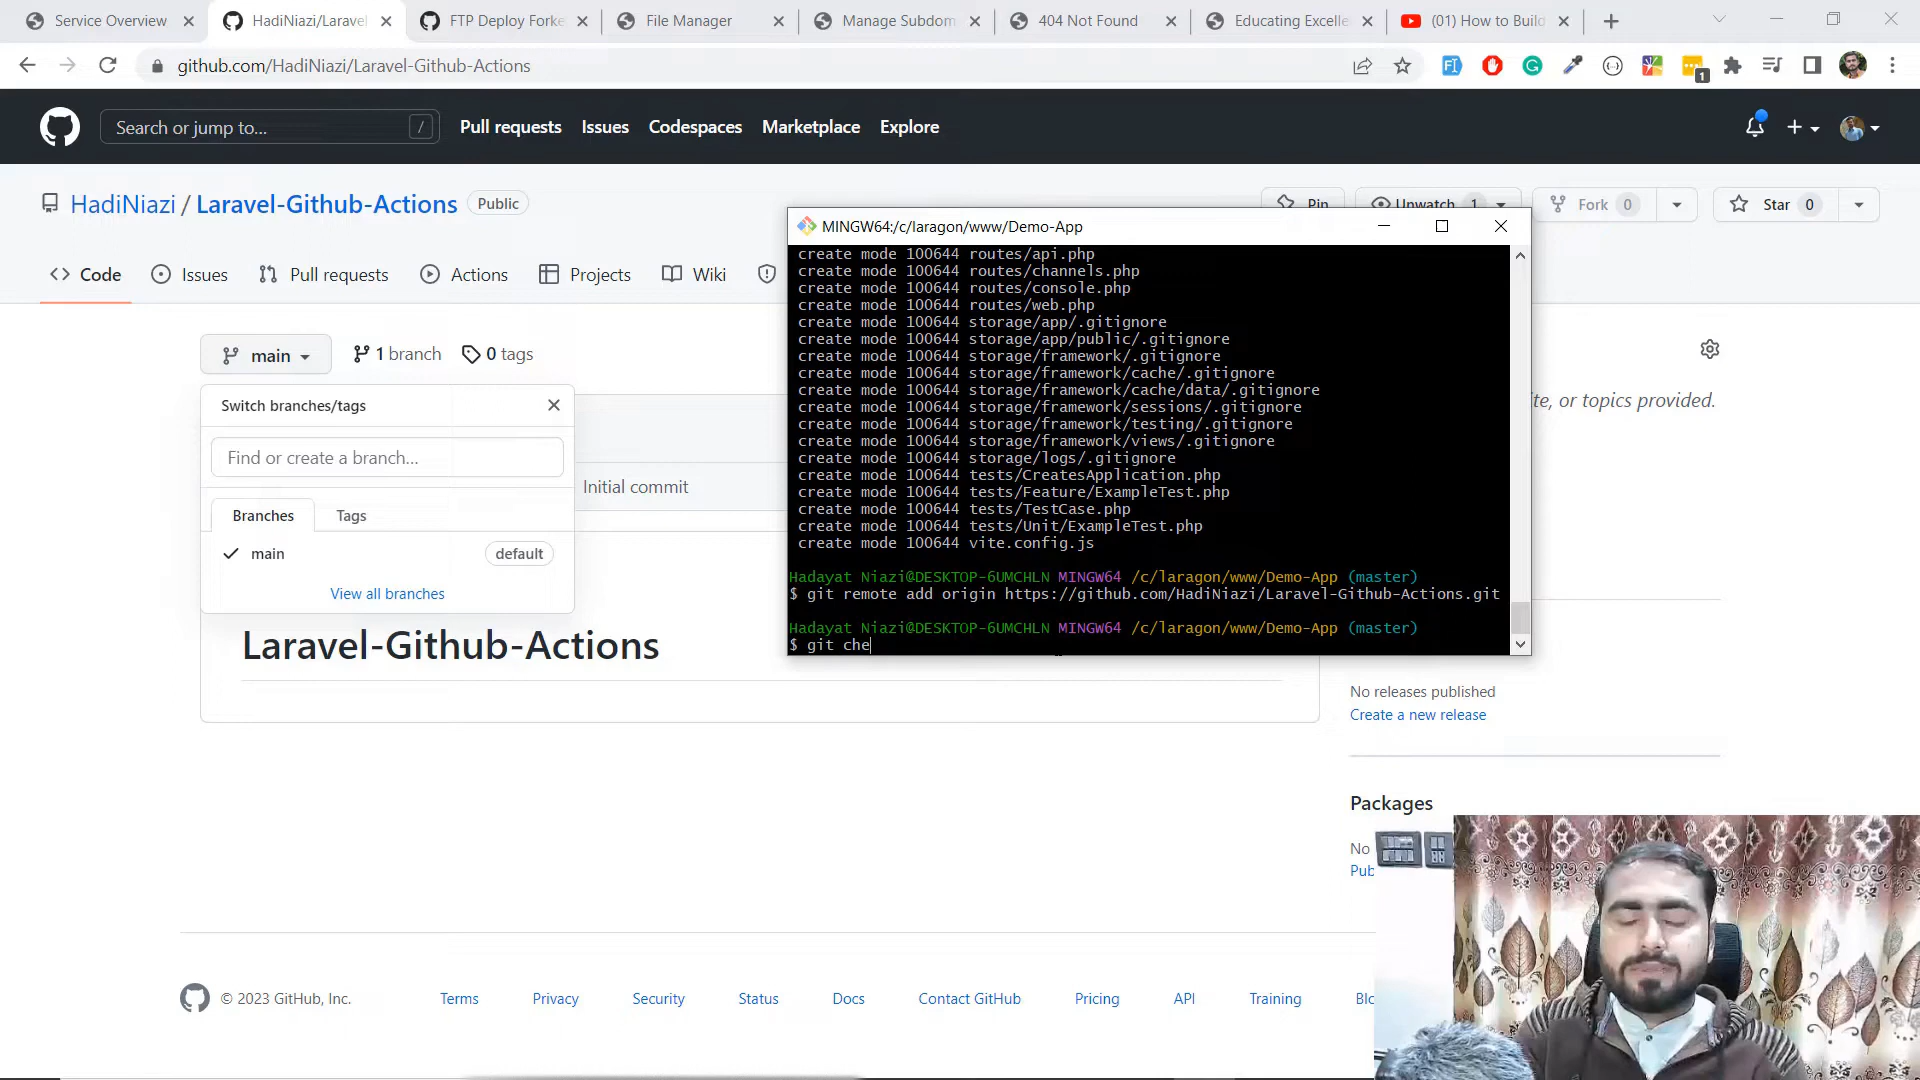 Service Overview
HadiNiazi/Laravel
FTP Deploy Forke
File Manager
Manage Subdom
404 Not Found
Educating Excelle
(01) How to Build
github.com/HadiNiazi/Laravel-Github-Actions
1
Search or jump to...
/
Pull requests
Issues
Codespaces
Marketplace
Explore
HadiNiazi / Laravel-Github-Actions
Public
Pin
Unwatch 1
Fork 0
Star 0
Code
Issues
Pull requests
Actions
Projects
Wiki
main
1 branch
0 tags
Switch branches/tags
Find or create a branch...
Branches
Tags
main
default
View all branches
Initial commit
Laravel-Github-Actions
MINGW64:/c/laragon/www/Demo-App
create mode 100644 routes/api.php
create mode 100644 routes/channels.php
create mode 100644 routes/console.php
create mode 100644 routes/web.php
create mode 100644 storage/app/.gitignore
create mode 100644 storage/app/public/.gitignore
create mode 100644 storage/framework/.gitignore
create mode 100644 storage/framework/cache/.gitignore
create mode 100644 storage/framework/cache/data/.gitignore
create mode 100644 storage/framework/sessions/.gitignore
create mode 100644 storage/framework/testing/.gitignore
create mode 100644 storage/framework/views/.gitignore
create mode 100644 storage/logs/.gitignore
create mode 100644 tests/CreatesApplication.php
create mode 100644 tests/Feature/ExampleTest.php
create mode 100644 tests/TestCase.php
create mode 100644 tests/Unit/ExampleTest.php
create mode 100644 vite.config.js
Hadayat Niazi@DESKTOP-6UMCHLN MINGW64 /c/laragon/www/Demo-App (master)
$ git remote add origin https://github.com/HadiNiazi/Laravel-Github-Actions.git
Hadayat Niazi@DESKTOP-6UMCHLN MINGW64 /c/laragon/www/Demo-App (master)
$ git che
te, or topics provided.
No releases published
Create a new release
Packages
No
Pub
© 2023 GitHub, Inc.
Terms
Privacy
Security
Status
Docs
Contact GitHub
Pricing
API
Training
Blo